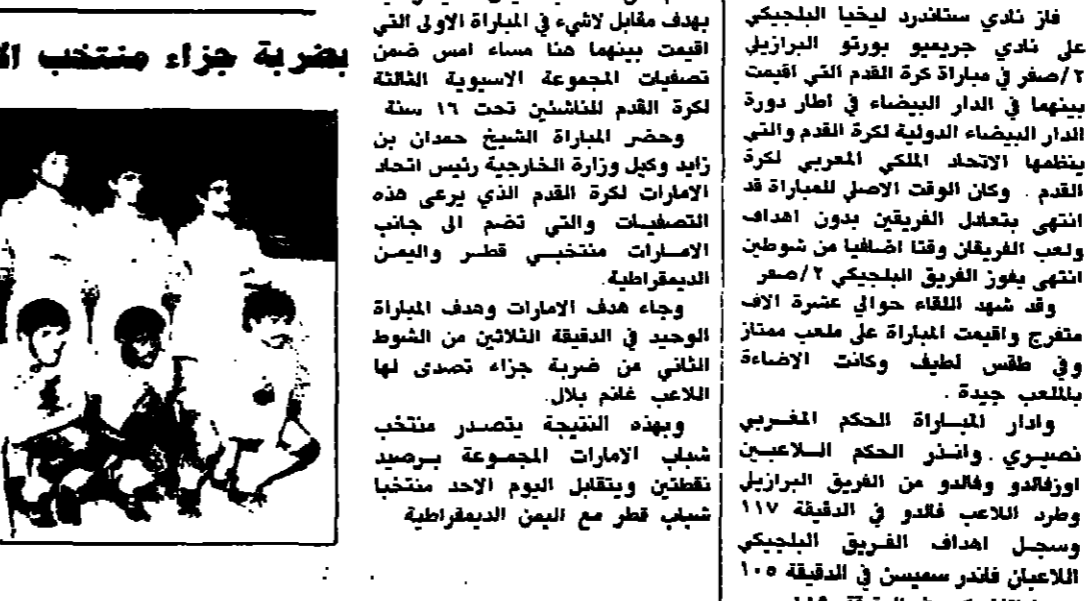 فاز نادي ستاندرد ليخيا البلجيكي
على نادي جريميو بورتو البرازيلي
٢/صفر في مباراة كرة القدم التي اقيمت
بينهما في الدار البيضاء في اطار دورة
الدار البيضاء الدولية لكرة القدم والتي
ينظمها الاتحاد الملكي المغربي لكرة
القدم . وكان الوقت الاصلي للمباراة قد
انتهى بتعادل الفريقين بدون اهداف
ولعب الفريقان وقتا اضافيا من شوطين
انتهى بفوز الفريق البلجيكي ٢/صفر
وقد شهد اللقاء حوالي عشرة الاف
متفرج واقيمت المباراة على ملعب ممتاز
وفي طقس لطيف وكانت الاضاءة
بالملعب جيدة .
وادار المباراة الحكم المغربي
نصيري . وانذر الحكم اللاعبين
اوزفالدو وفالدو من الفريق البرازيلي
وطرد اللاعب فالدو في الدقيقة ١١٧
وسجل اهداف الفريق البلجيكي
اللاعبان فاندر سميسن في الدقيقة ١٠٥
بهدف مقابل لاشيء في المباراة الاولى التي
اقيمت بينهما هنا مساء امس ضمن
تصفيات المجموعة الاسيوية الثالثة
لكرة القدم للناشئين تحت ١٦ سنة
وحضر المباراة الشيخ حمدان بن
زايد وكيل وزارة الخارجية رئيس اتحاد
الامارات لكرة القدم الذي يرعى هذه
التصفيات والتي تضم الى جانب
الامارات منتخبي قطر واليمن
الديمقراطية.
وجاء هدف الامارات وهدف المباراة
الوحيد في الدقيقة الثلاثين من الشوط
الثاني من ضربة جزاء تصدى لها
اللاعب غانم بلال.
وبهذه النتيجة يتصدر منتخب
شباب الامارات المجموعة برصيد
نقطتين ويتقابل اليوم الاحد منتخبا
شباب قطر مع اليمن الديمقراطية
بضربة جزاء منتخب